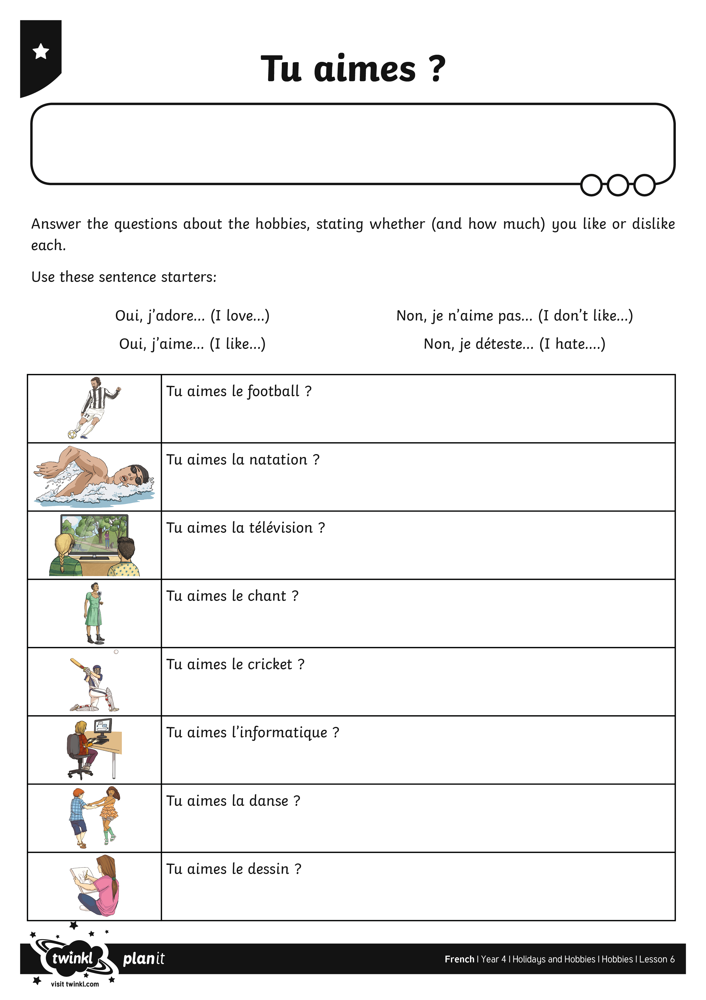 Tu aimes ?
Answer the questions about the hobbies, stating whether (and how much) you like or dislike
each.
Use these sentence starters:
Oui, j’adore... (I love...)
Non, je n’aime pas... (I don’t like...)
Oui, j’aime... (I like...)
Non, je déteste... (I hate....)
21
Tu aimes le football ?
Tu aimes la natation ?
Tu aimes la télévision ?
Tu aimes le chant ?
Tu aimes le cricket ?
Tu aimes l’informatique ?
Tu aimes la danse ?
Tu aimes le dessin ?
twinkl planit
French | Year 4 | Holidays and Hobbies | Hobbies | Lesson 6
visit twinkl.com